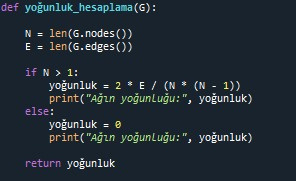 def yoğunluk_hesaplama(G):
N = len(G.nodes())
E = len(G.edges())
if N > 1:
yoğunluk = 2 * E / (N * (N - 1))
print("Ağın yoğunluğu:", yoğunluk)
else:
yoğunluk = 0
print("Ağın yoğunluğu:", yoğunluk)
return yoğunluk